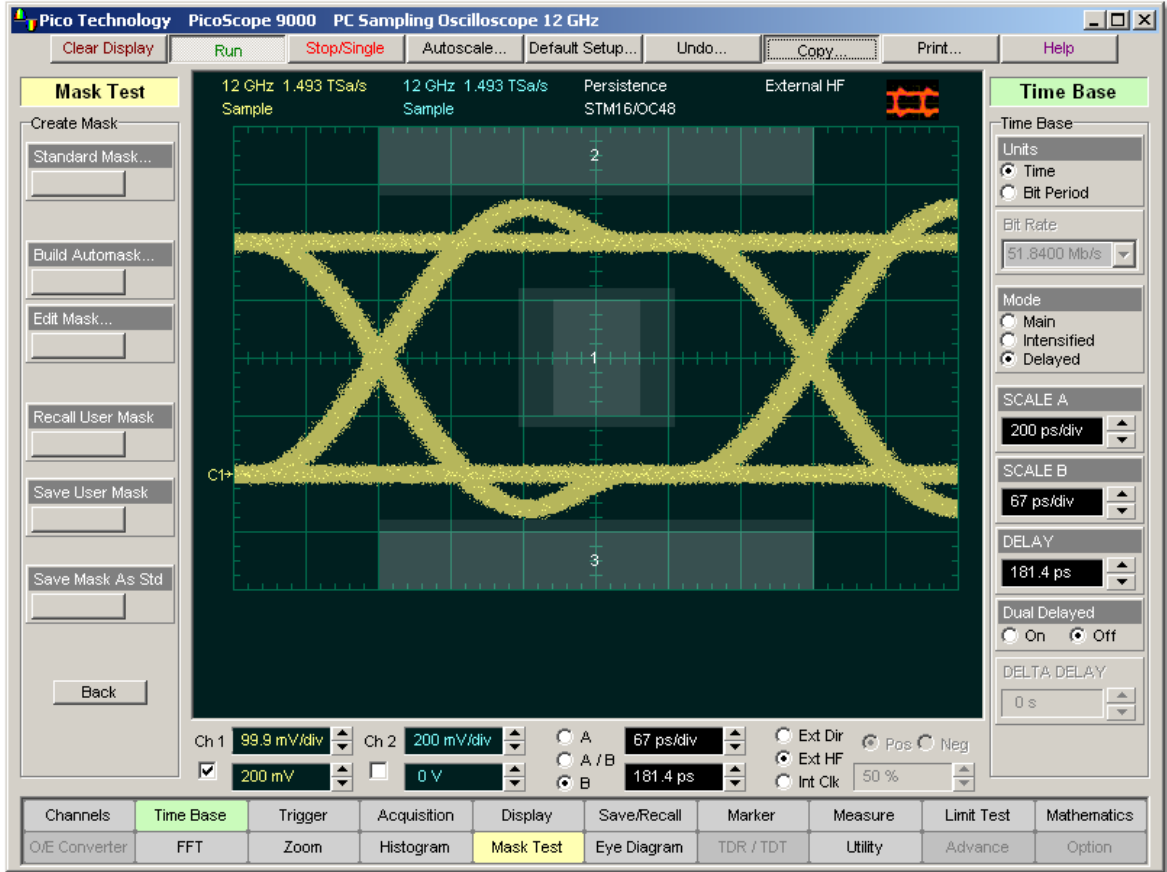 Pico Technology PicoScope 9000 PC Sampling Oscilloscope 12 GHz
Clear Display Run Stop/Single Autoscale... Default Setup... Undo... Copy.... Print... Help
Mask Test
Create Mask
Standard Mask...
Build Automask...
Edit Mask...
Recall User Mask
Save User Mask
Save Mask As Std
Back
12 GHz 1.493 TSa/s 12 GHz 1.493 TSa/s Persistence External HF
Sample Sample STM16/OC48
2
1
C1
3
Time Base
Time Base
Units
Time
Bit Period
Bit Rate
51.8400 Mb/s
Mode
Main
Intensified
Delayed
SCALE A
200 ps/div
SCALE B
67 ps/div
DELAY
181.4 ps
Dual Delayed
On Off
DELTA DELAY
0 s
Ch 1 99.9 mV/div Ch 2 200 mV/div A 67 ps/div Ext Dir Pos Neg
A / B Ext HF
200 mV 0 V B 181.4 ps Int Clk 50 %
Channels Time Base Trigger Acquisition Display Save/Recall Marker Measure Limit Test Mathematics
O/E Converter FFT Zoom Histogram Mask Test Eye Diagram TDR / TDT Utility Advance Option